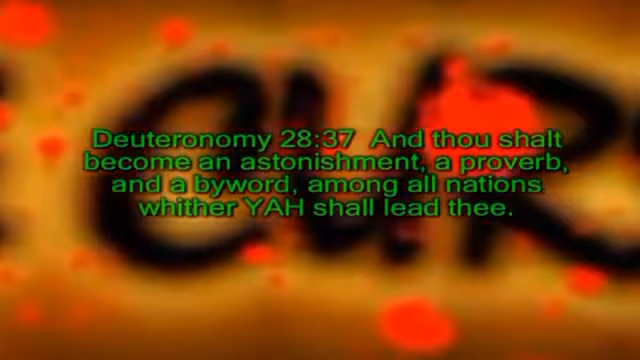 CUR
Deuteronomy 28:37 And thou shalt
become an astonishment, a proverb,
and a byword, among all nations
whither YAH shall lead thee.